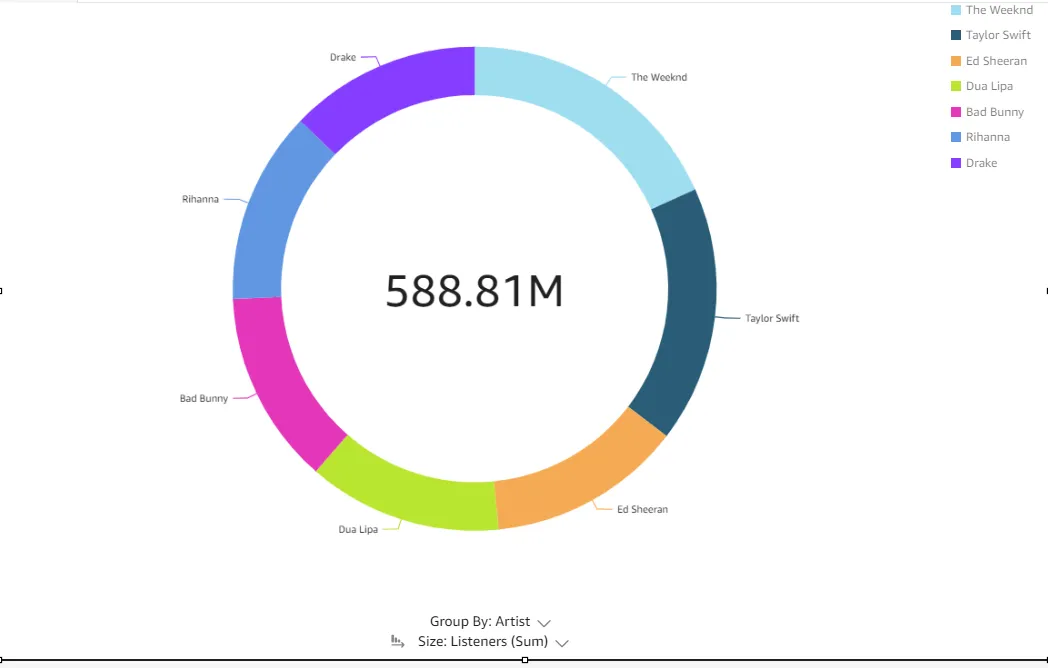 The Weeknd
Taylor Swift
Ed Sheeran
Dua Lipa
Bad Bunny
Rihanna
Drake
Drake
The Weeknd
Rihanna
588.81M
Taylor Swift
Bad Bunny
Ed Sheeran
Dua Lipa
Group By: Artist
Size: Listeners (Sum)